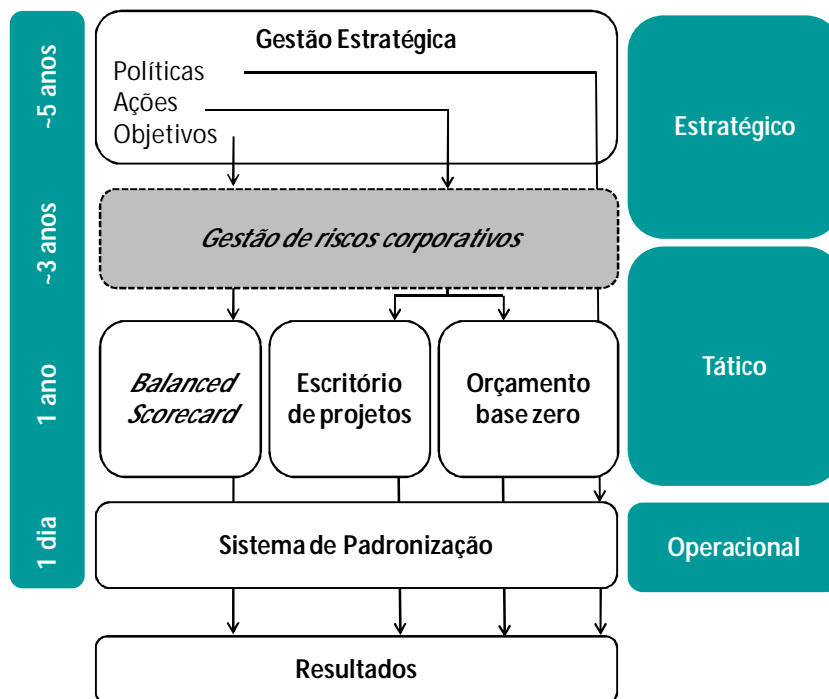 Gestão Estratégica
Políticas
Ações
Objetivos
~5 anos
Estratégico
Gestão de riscos corporativos
~3 anos
Tático
1 ano
Balanced
Scorecard
Escritório
de projetos
Orçamento
base zero
1 dia
Sistema de Padronização
Operacional
Resultados